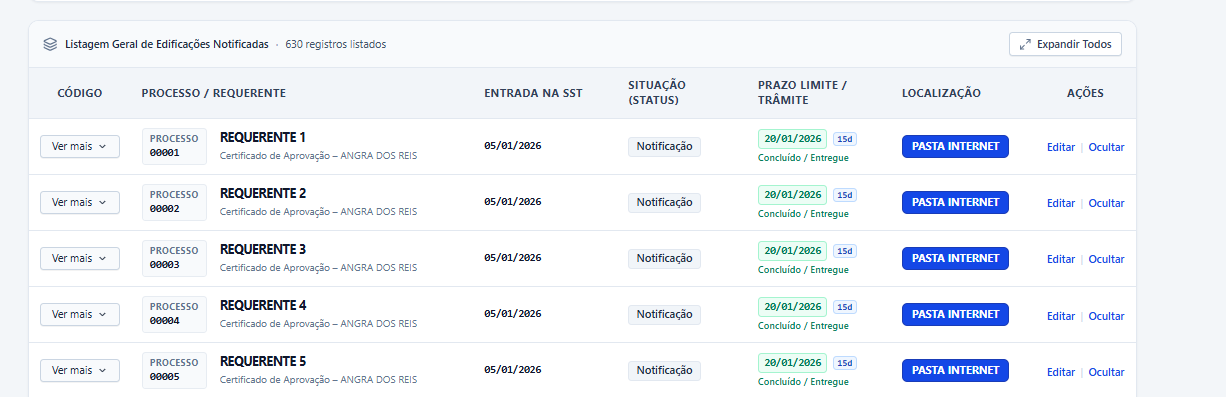 Listagem Geral de Edificações Notificadas · 630 registros listados
Expandir Todos
CÓDIGO
PROCESSO / REQUERENTE
ENTRADA NA SST
SITUAÇÃO (STATUS)
PRAZO LIMITE / TRÂMITE
LOCALIZAÇÃO
AÇÕES
Ver mais
PROCESSO
00001
REQUERENTE 1
Certificado de Aprovação – ANGRA DOS REIS
05/01/2026
Notificação
20/01/2026 15d
Concluído / Entregue
PASTA INTERNET
Editar | Ocultar
Ver mais
PROCESSO
00002
REQUERENTE 2
Certificado de Aprovação – ANGRA DOS REIS
05/01/2026
Notificação
20/01/2026 15d
Concluído / Entregue
PASTA INTERNET
Editar | Ocultar
Ver mais
PROCESSO
00003
REQUERENTE 3
Certificado de Aprovação – ANGRA DOS REIS
05/01/2026
Notificação
20/01/2026 15d
Concluído / Entregue
PASTA INTERNET
Editar | Ocultar
Ver mais
PROCESSO
00004
REQUERENTE 4
Certificado de Aprovação – ANGRA DOS REIS
05/01/2026
Notificação
20/01/2026 15d
Concluído / Entregue
PASTA INTERNET
Editar | Ocultar
Ver mais
PROCESSO
00005
REQUERENTE 5
Certificado de Aprovação – ANGRA DOS REIS
05/01/2026
Notificação
20/01/2026 15d
Concluído / Entregue
PASTA INTERNET
Editar | Ocultar